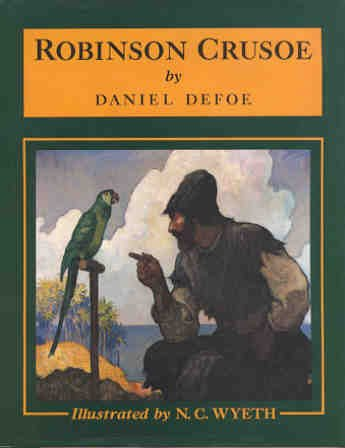 ROBINSON CRUSOE
by
DANIEL DEFOE
Illustrated by N. C. WYETH